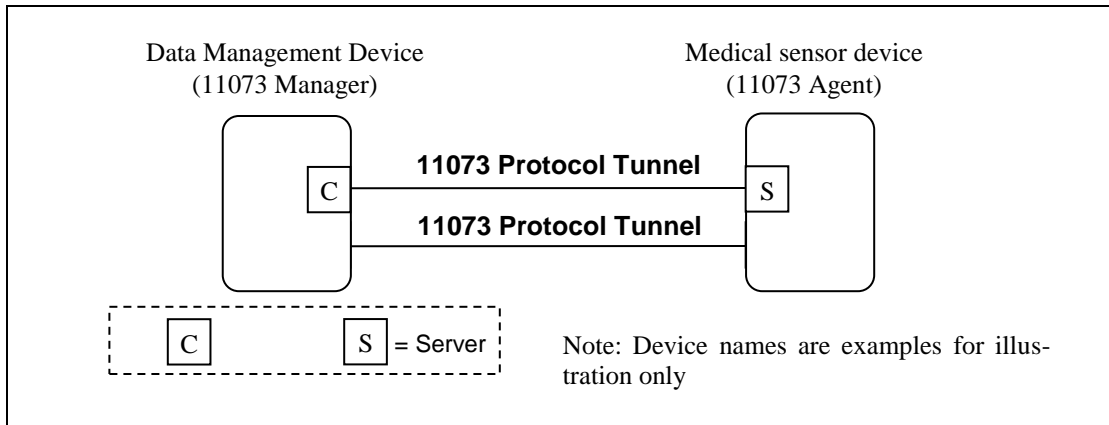 Data Management Device
(11073 Manager)
Medical sensor device
(11073 Agent)
11073 Protocol Tunnel
C
S
11073 Protocol Tunnel
C
S = Server
Note: Device names are examples for illus-
tration only